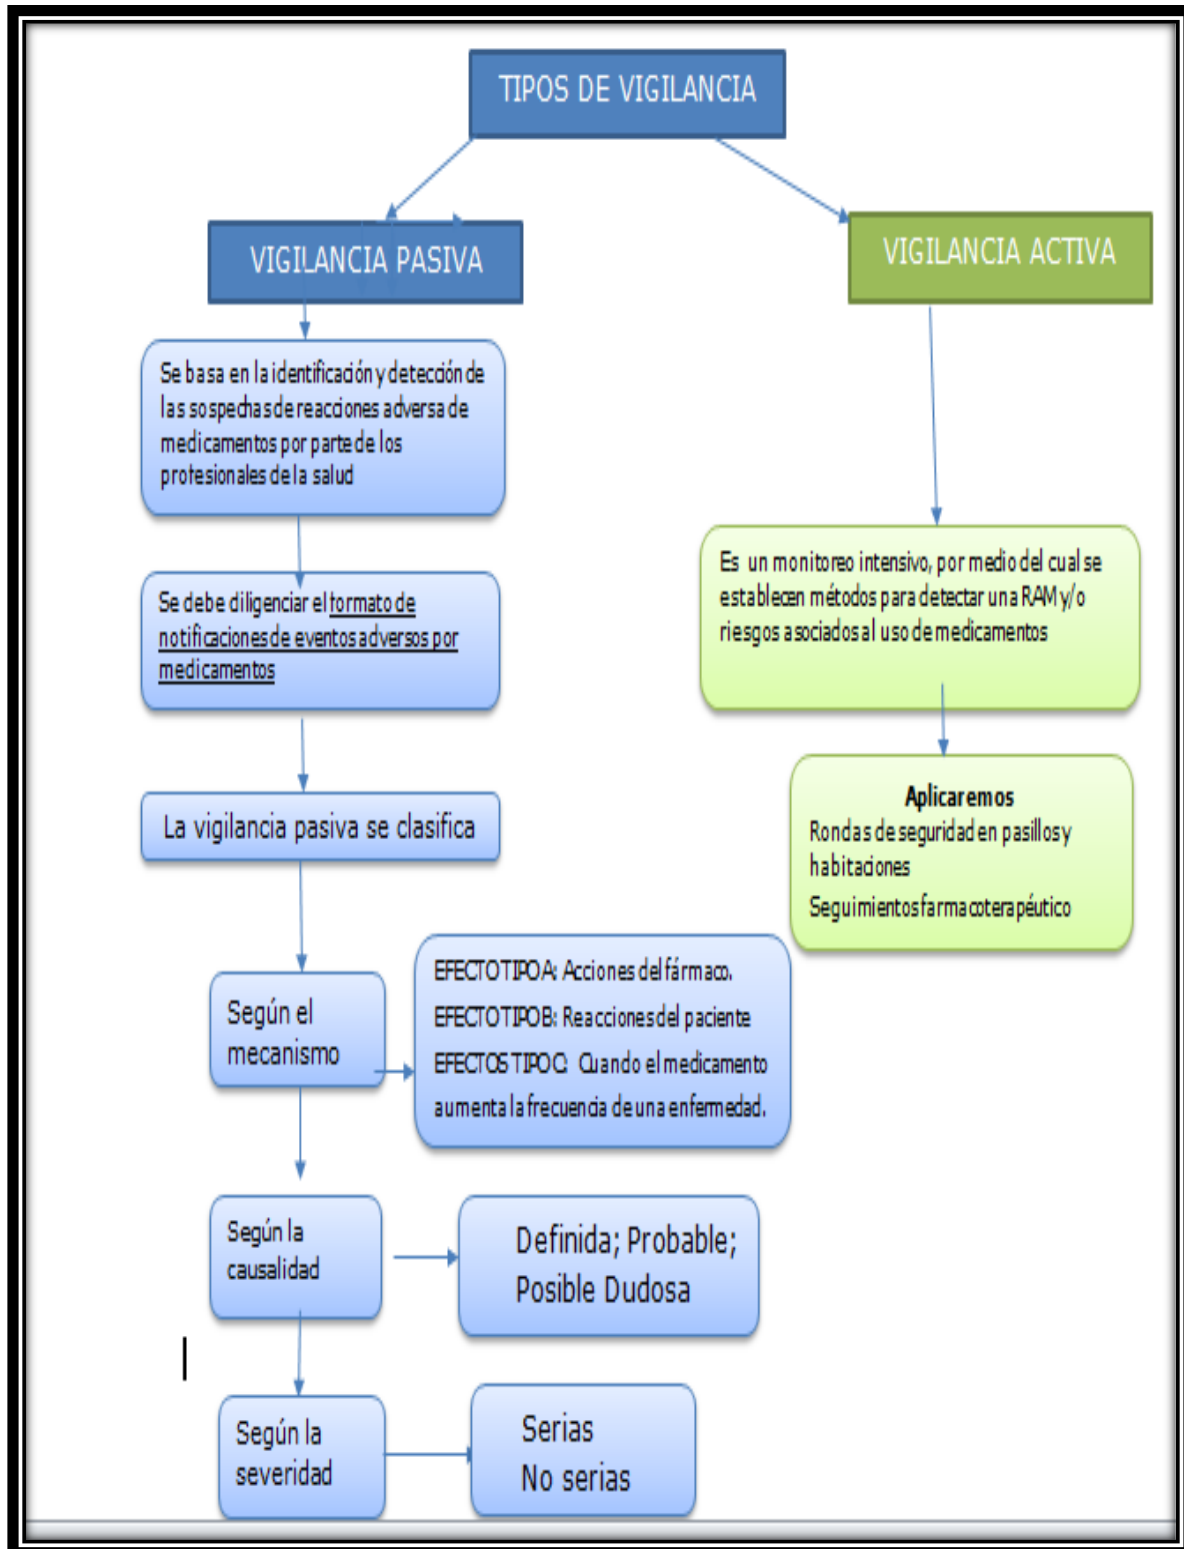 TIPOS DE VIGILANCIA
VIGILANCIA PASIVA
Se basa en la identificación y detección de
las sospechas de reacciones adversa de
medicamentos por parte de los
profesionales de la salud
Se debe diligenciar el formato de
notificaciones de eventos adversos por
medicamentos
La vigilancia pasiva se clasifica
Según el
mecanismo
EFECTO TIPO A: Acciones del fármaco.
EFECTO TIPO B: Reacciones del paciente
EFECTOS TIPO C: Cuando el medicamento
aumenta la frecuencia de una enfermedad.
Según la
causalidad
Definida; Probable;
Posible Dudosa
Según la
severidad
Serias
No serias
VIGILANCIA ACTIVA
Es un monitoreo intensivo, por medio del cual se
establecen métodos para detectar una RAM y/o
riesgos asociados al uso de medicamentos
Aplicaremos
Rondas de seguridad en pasillos y
habitaciones
Seguimientos farmacoterapéutico